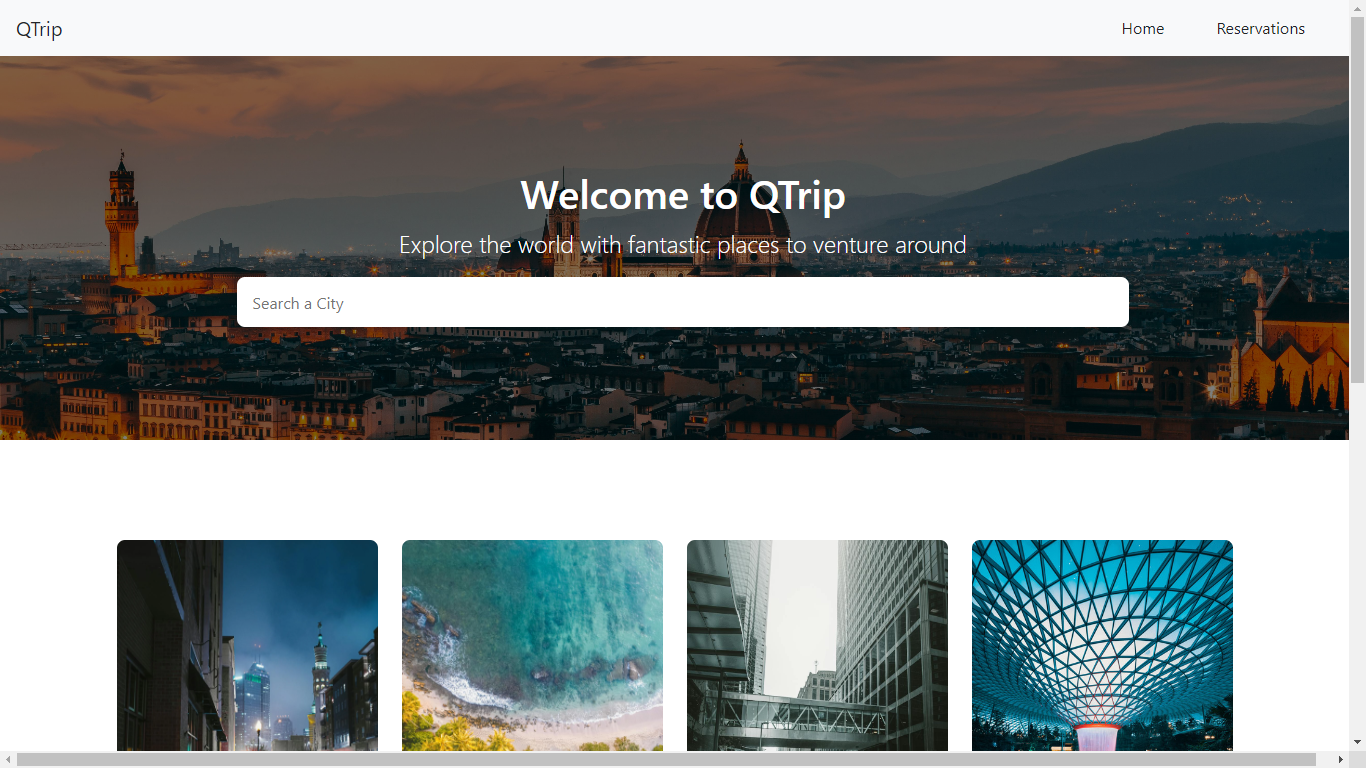 QTrip
Home
Reservations
Welcome to QTrip
Explore the world with fantastic places to venture around
Search a City